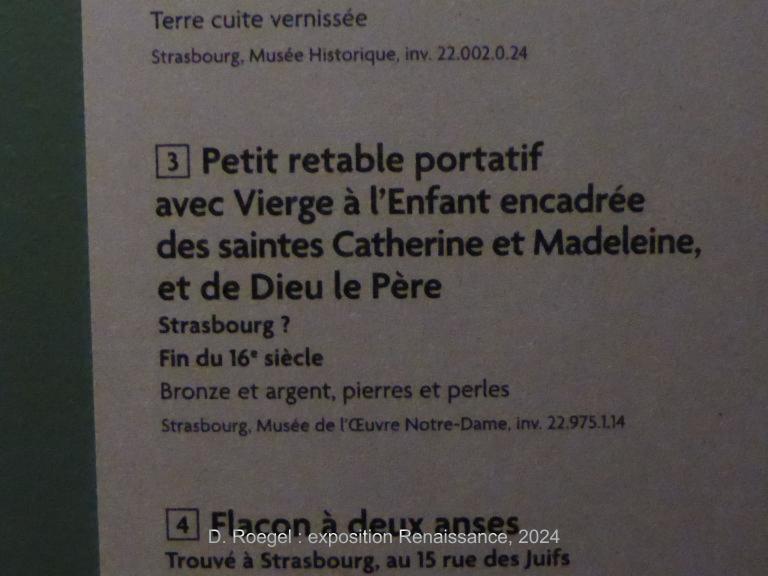 Terre cuite vernissée
Strasbourg, Musée Historique, inv. 22.002.0.24
3 Petit retable portatif
avec Vierge à l'Enfant encadrée
des saintes Catherine et Madeleine,
et de Dieu le Père
Strasbourg ?
Fin du 16e siècle
Bronze et argent, pierres et perles
Strasbourg, Musée de l'Œuvre Notre-Dame, inv. 22.975.1.14
4 Flacon à deux anses
D. Roegel : exposition Renaissance, 2024
Trouvé à Strasbourg, au 15 rue des Juifs